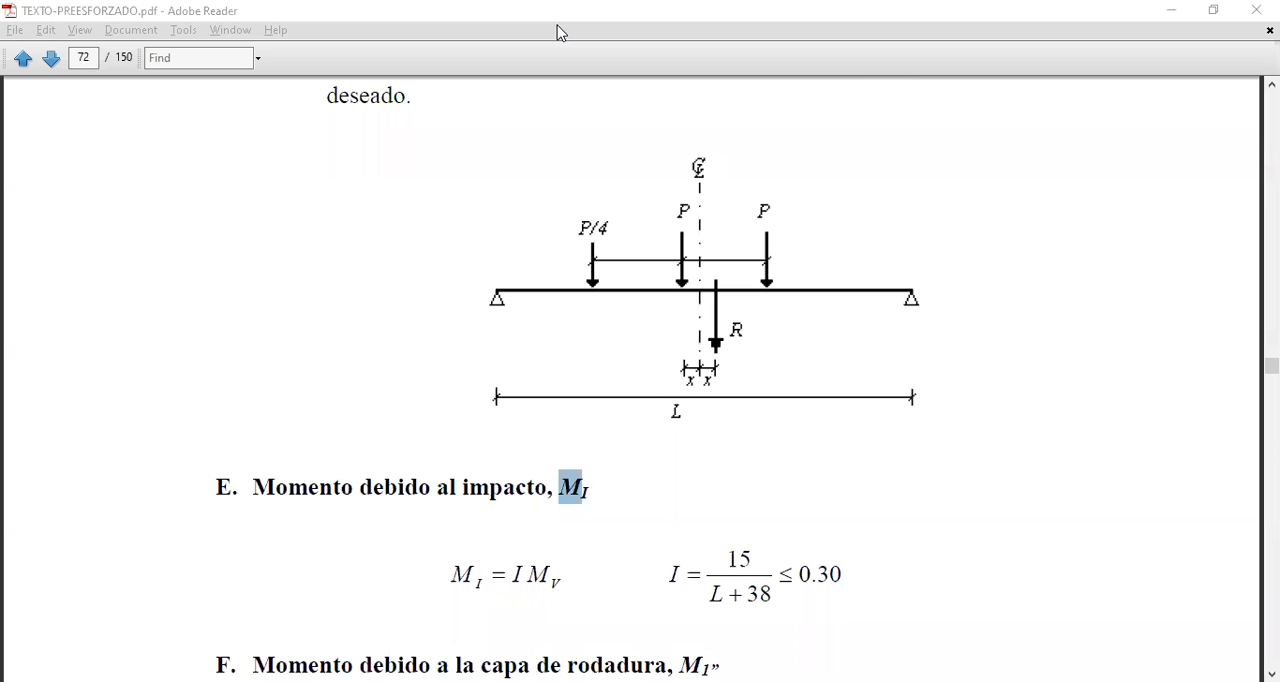 TEXTO-PREESFORZADO.pdf - Adobe Reader
File Edit View Document Tools Window Help
72 / 150 Find
deseado.
℄
P/4 P P
R
x x
L
E. Momento debido al impacto, M_I
M_I = I M_V I = 15 / (L + 38) ≤ 0.30
F. Momento debido a la capa de rodadura, M_1”